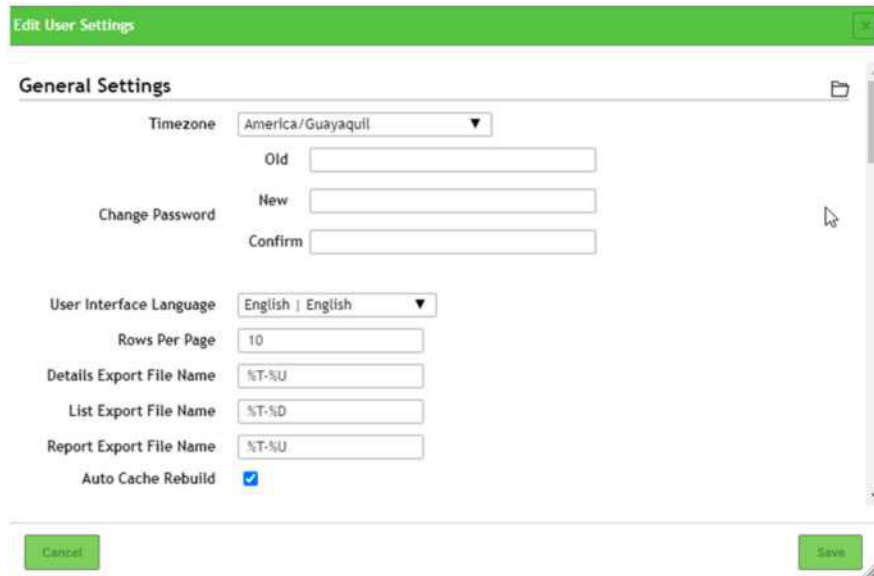 Edit User Settings
General Settings
Timezone America/Guayaquil
Old
New
Change Password
Confirm
User Interface Language English | English
Rows Per Page 10
Details Export File Name %T-%U
List Export File Name %T-%D
Report Export File Name %T-%U
Auto Cache Rebuild
Cancel Save